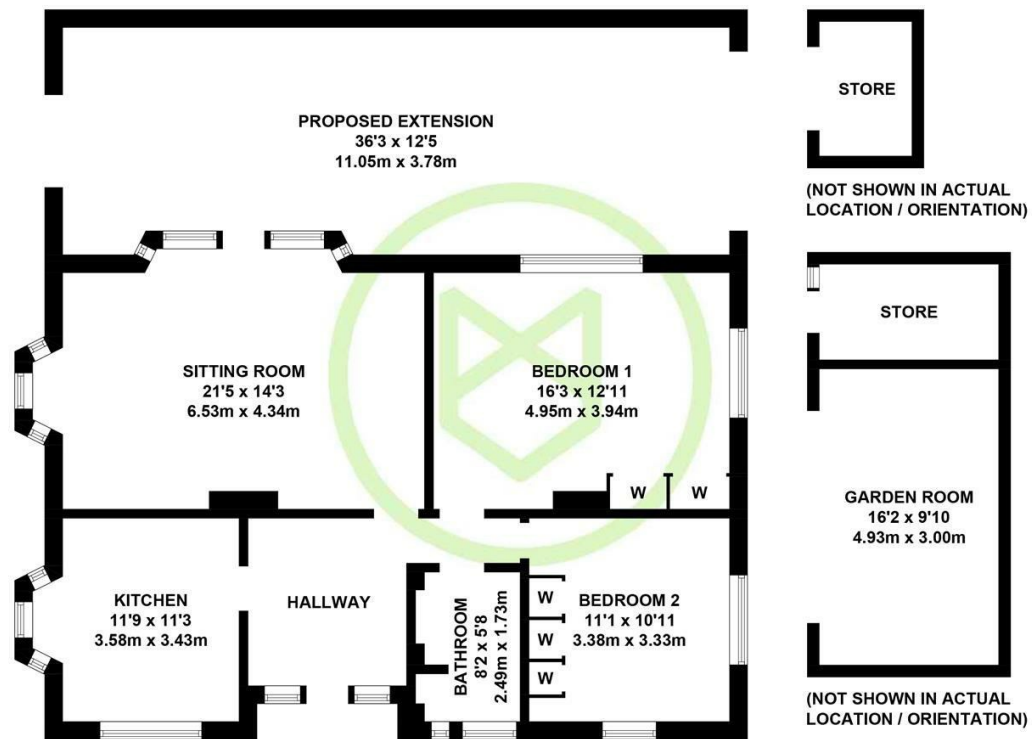 PROPOSED EXTENSION
36'3 x 12'5
11.05m x 3.78m
STORE
(NOT SHOWN IN ACTUAL
LOCATION / ORIENTATION)
SITTING ROOM
21'5 x 14'3
6.53m x 4.34m
BEDROOM 1
16'3 x 12'11
4.95m x 3.94m
W
W
STORE
GARDEN ROOM
16'2 x 9'10
4.93m x 3.00m
KITCHEN
11'9 x 11'3
3.58m x 3.43m
HALLWAY
BATHROOM
8'2 x 5'8
2.49m x 1.73m
W
W
W
BEDROOM 2
11'1 x 10'11
3.38m x 3.33m
(NOT SHOWN IN ACTUAL
LOCATION / ORIENTATION)